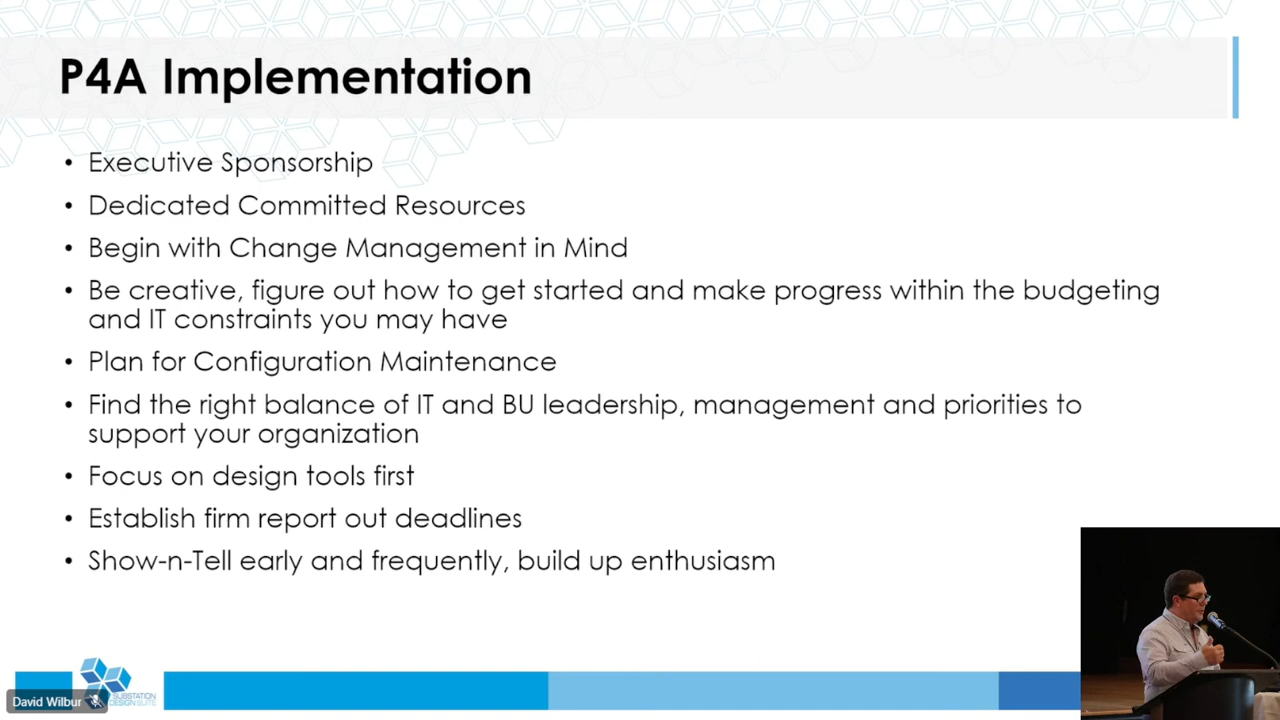 P4A Implementation
• Executive Sponsorship
• Dedicated Committed Resources
• Begin with Change Management in Mind
• Be creative, figure out how to get started and make progress within the budgeting
and IT constraints you may have
• Plan for Configuration Maintenance
• Find the right balance of IT and BU leadership, management and priorities to
support your organization
• Focus on design tools first
• Establish firm report out deadlines
• Show-n-Tell early and frequently, build up enthusiasm
SUBSTATION
DESIGN SUITE
David Wilbur